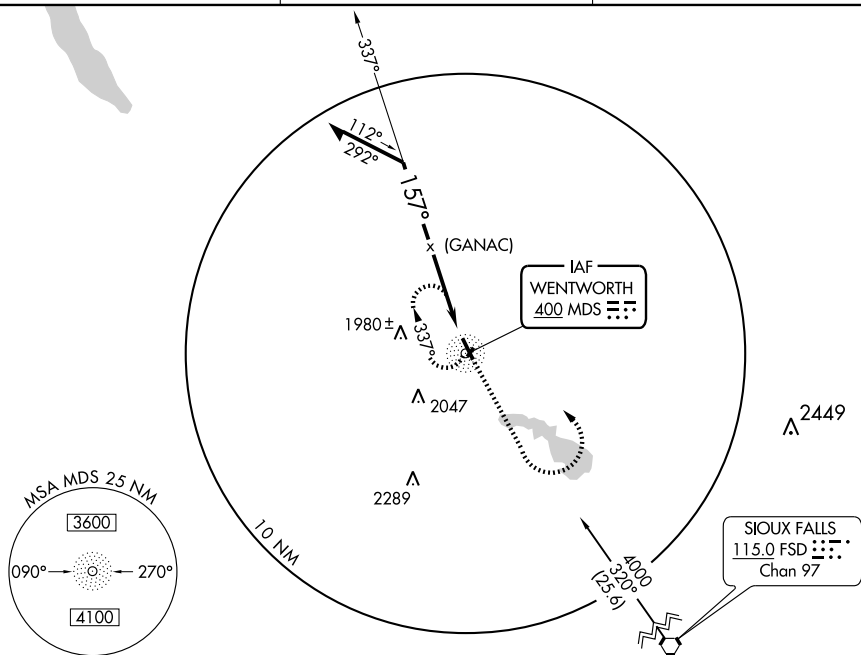 337°
112°
292°
157°
x (GANAC)
IAF
WENTWORTH
400 MDS
1980 ±
337°
2047
2449
2289
MSA MDS 25 NM
3600
090°
270°
4100
10 NM
4000
320°
(25.6)
SIOUX FALLS
115.0 FSD
Chan 97